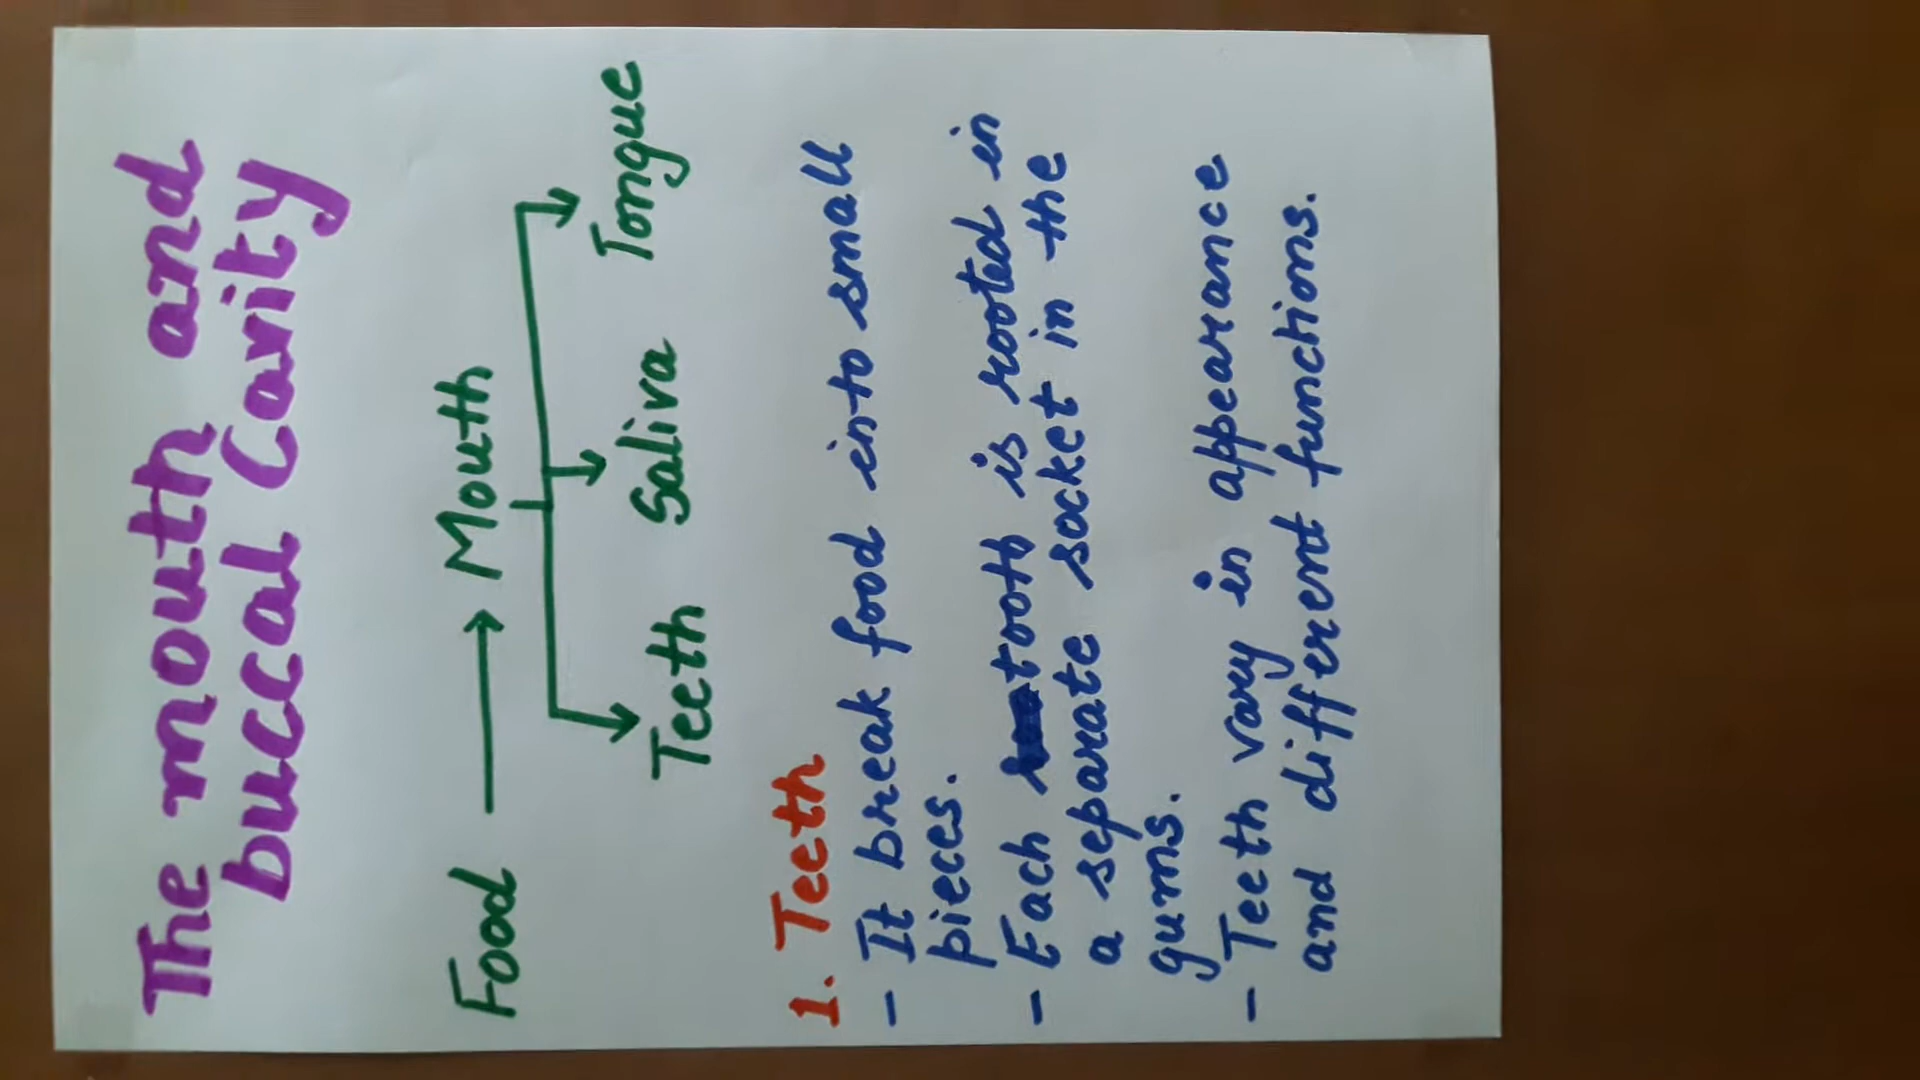 The mouth and
buccal Cavity
Food → Mouth
Teeth Saliva Tongue
1. Teeth
- It break food into small
pieces.
- Each tooth is rooted in
a separate socket in the
gums.
- Teeth vary in appearance
and different functions.